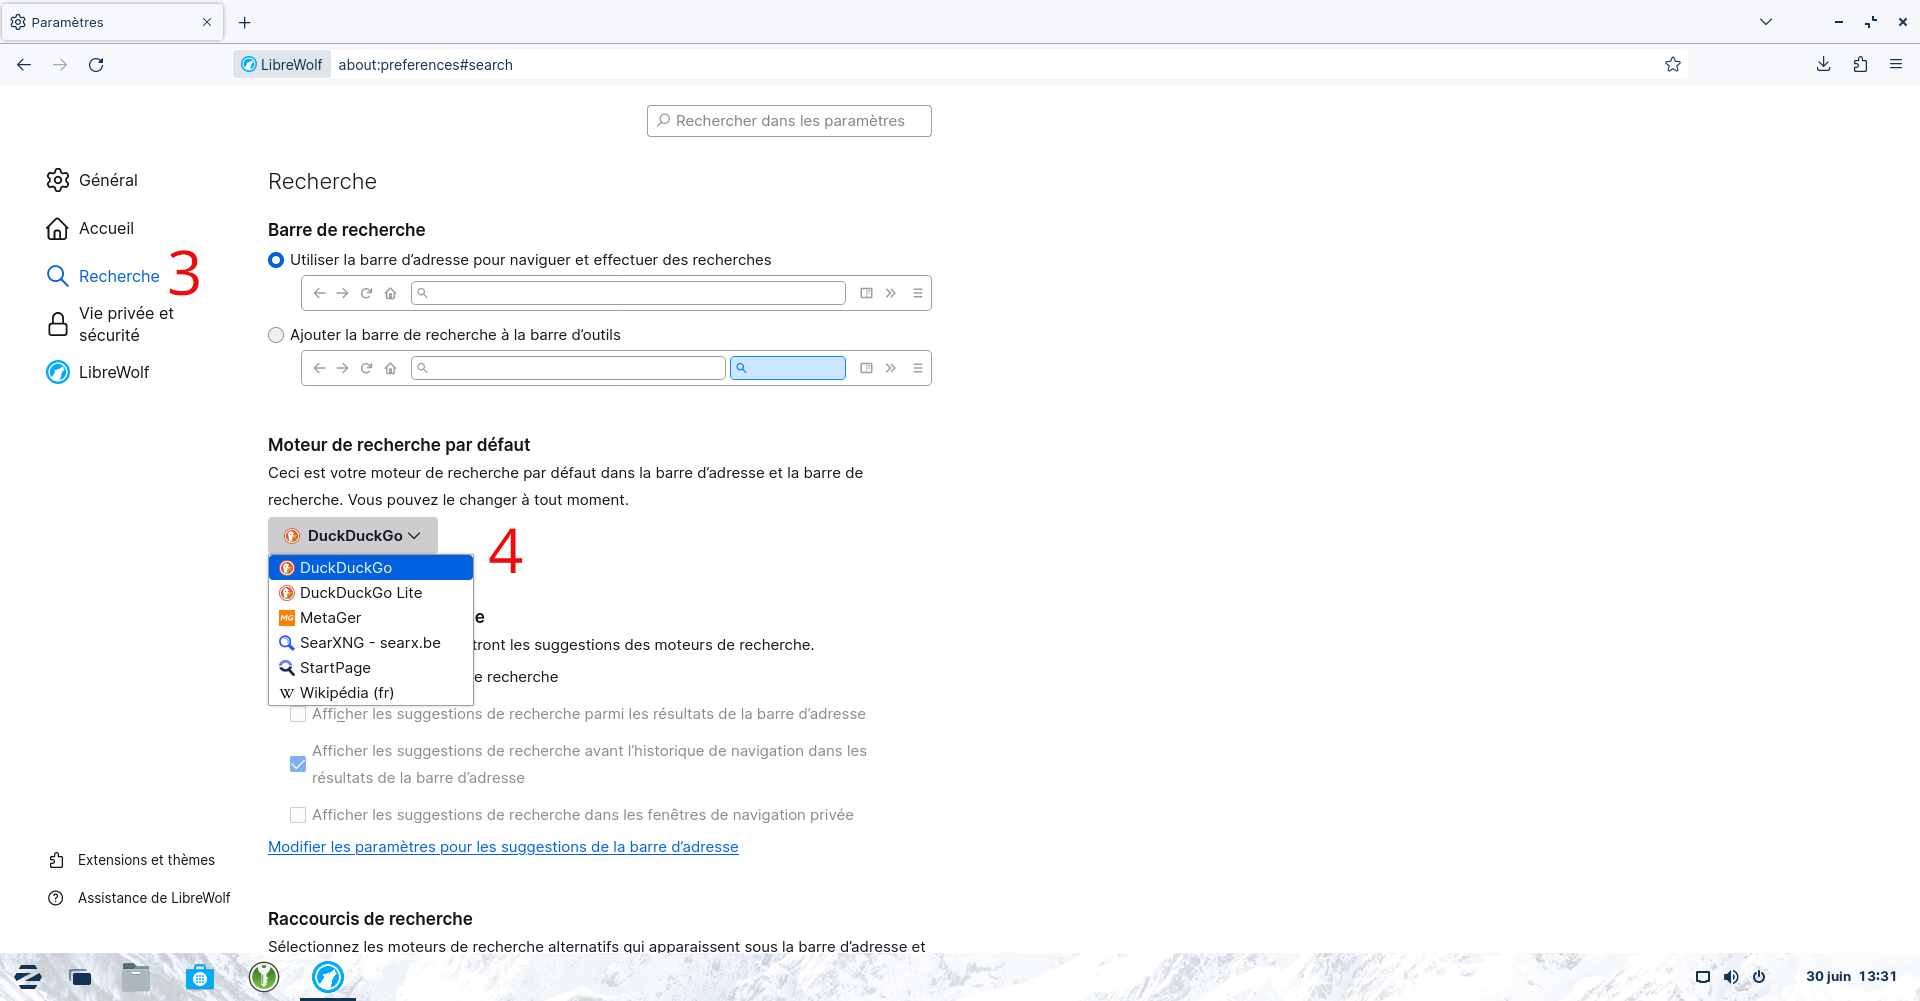 Paramètres
LibreWolf about:preferences#search
Rechercher dans les paramètres
Général
Accueil
Recherche 3
Vie privée et
sécurité
LibreWolf
Extensions et thèmes
Assistance de LibreWolf
Recherche
Barre de recherche
Utiliser la barre d’adresse pour naviguer et effectuer des recherches
Ajouter la barre de recherche à la barre d’outils
Moteur de recherche par défaut
Ceci est votre moteur de recherche par défaut dans la barre d’adresse et la barre de
recherche. Vous pouvez le changer à tout moment.
DuckDuckGo 4
DuckDuckGo
DuckDuckGo Lite
MG MetaGer
SearXNG - searx.be
StartPage
W Wikipédia (fr)
les suggestions des moteurs de recherche.
recherche
Afficher les suggestions de recherche parmi les résultats de la barre d’adresse
Afficher les suggestions de recherche avant l’historique de navigation dans les
résultats de la barre d’adresse
Afficher les suggestions de recherche dans les fenêtres de navigation privée
Modifier les paramètres pour les suggestions de la barre d’adresse
Raccourcis de recherche
Sélectionnez les moteurs de recherche alternatifs qui apparaissent sous la barre d’adresse et
30 juin 13:31